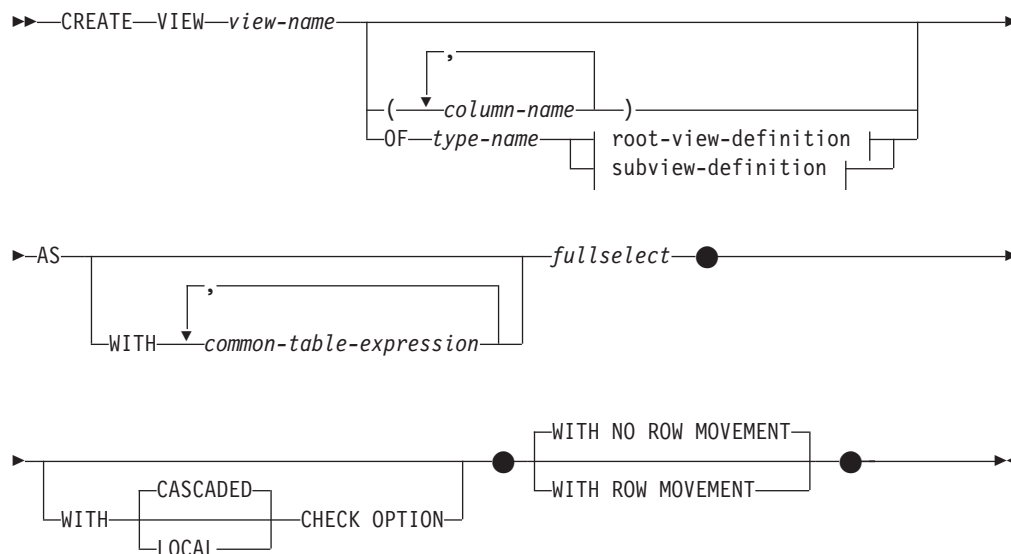 CREATE VIEW view-name
,
( column-name )
OF type-name root-view-definition
subview-definition
AS fullselect
,
WITH common-table-expression
WITH NO ROW MOVEMENT
CASCADED WITH ROW MOVEMENT
WITH CHECK OPTION
LOCAL